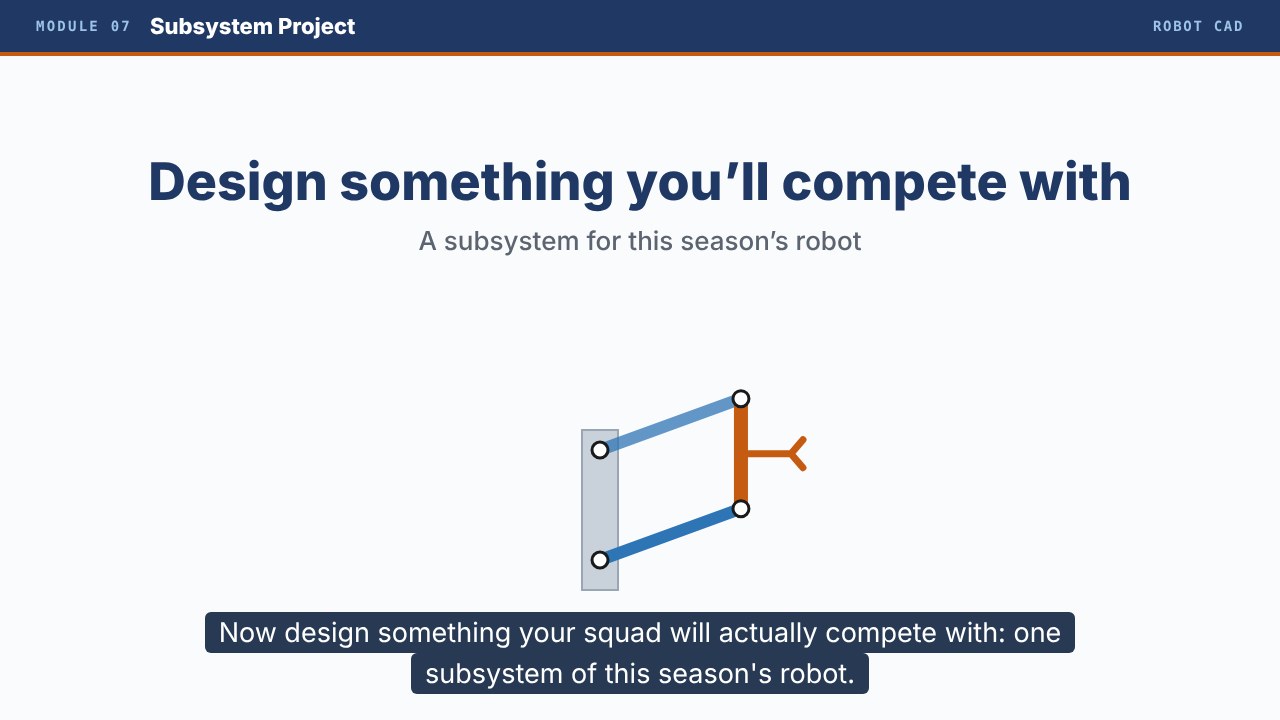 MODULE 07 Subsystem Project
ROBOT CAD
Design something you’ll compete with
A subsystem for this season’s robot
Now design something your squad will actually compete with: one
subsystem of this season's robot.